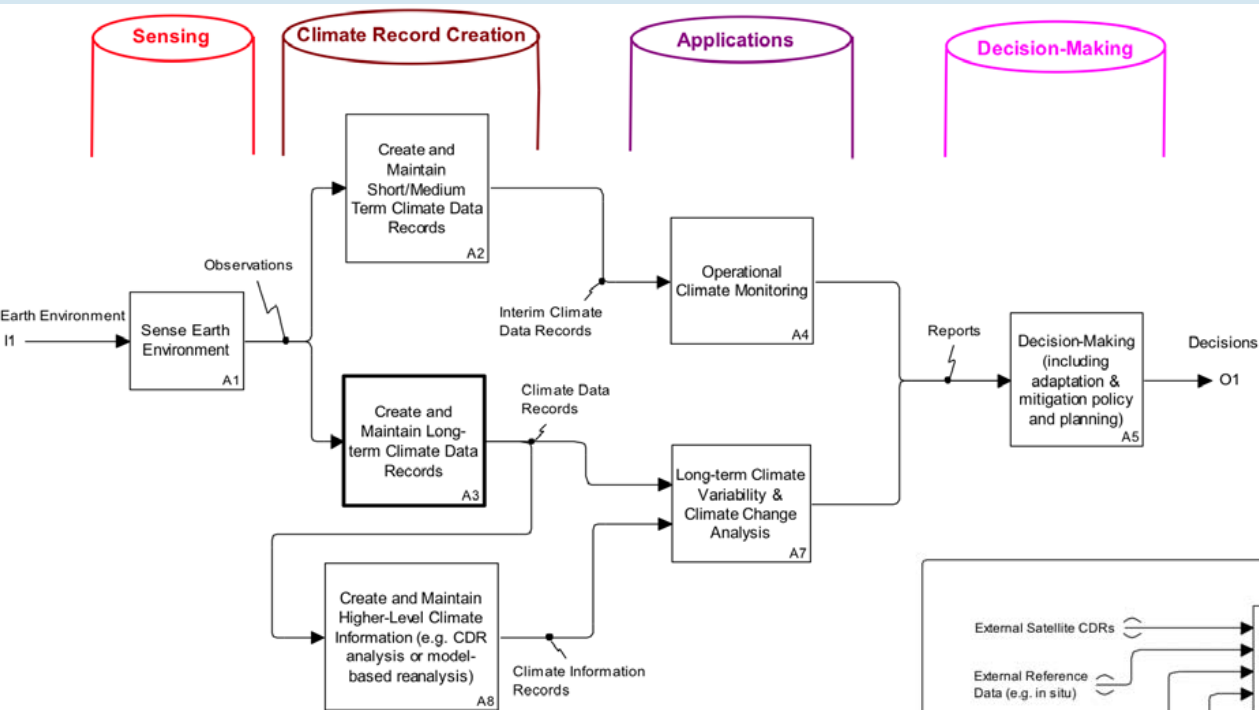 Sensing
Climate Record Creation
Applications
Decision-Making
Create and
Maintain
Short/Medium
Term Climate Data
Records
A2
Observations
Earth Environment
I1
Sense Earth
Environment
A1
Interim Climate
Data Records
Operational
Climate Monitoring
A4
Reports
Decision-Making
(including
adaptation &
mitigation policy
and planning)
A5
Decisions
O1
Create and
Maintain Long-
term Climate Data
Records
A3
Climate Data
Records
Long-term Climate
Variability &
Climate Change
Analysis
A7
Create and Maintain
Higher-Level Climate
Information (e.g. CDR
analysis or model-
based reanalysis)
A8
Climate Information
Records
External Satellite CDRs
External Reference
Data (e.g. in situ)